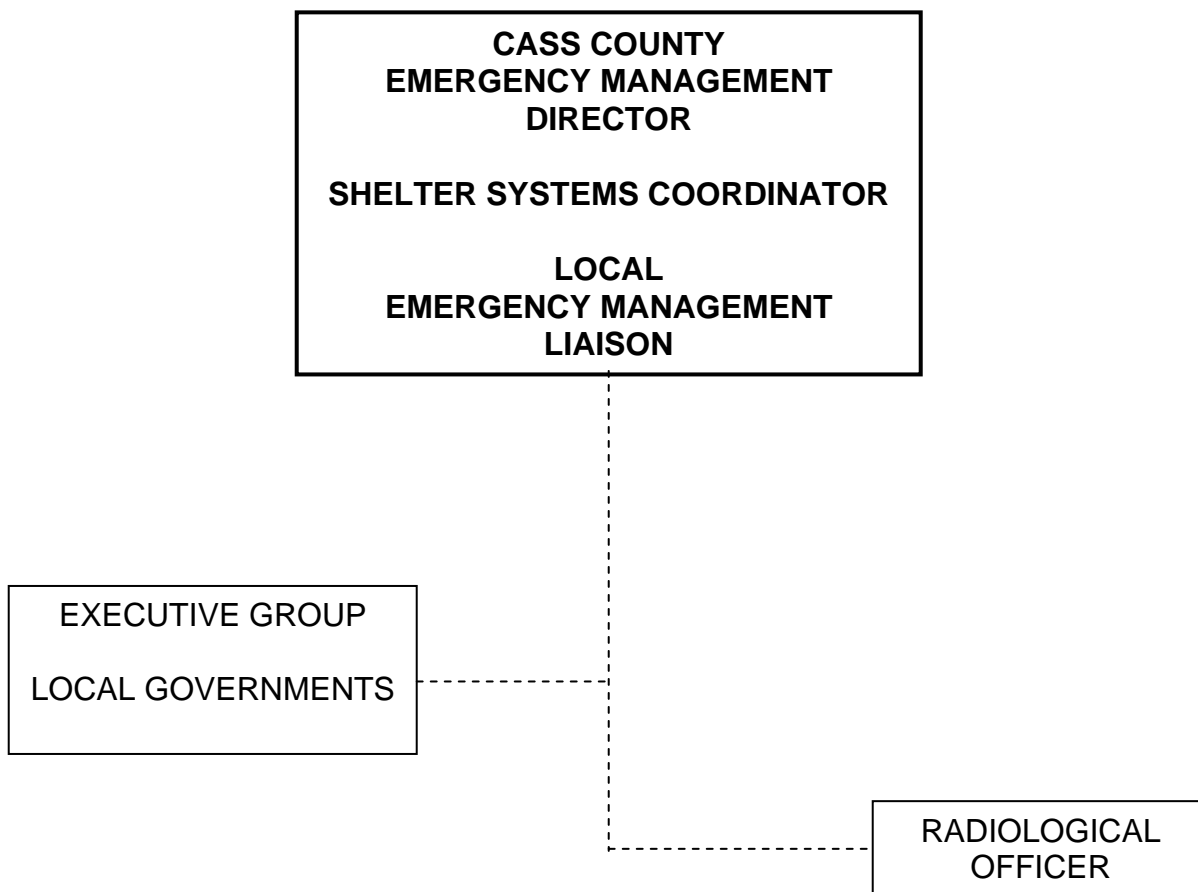 CASS COUNTY
EMERGENCY MANAGEMENT
DIRECTOR
SHELTER SYSTEMS COORDINATOR
LOCAL
EMERGENCY MANAGEMENT
LIAISON
EXECUTIVE GROUP
LOCAL GOVERNMENTS
RADIOLOGICAL
OFFICER